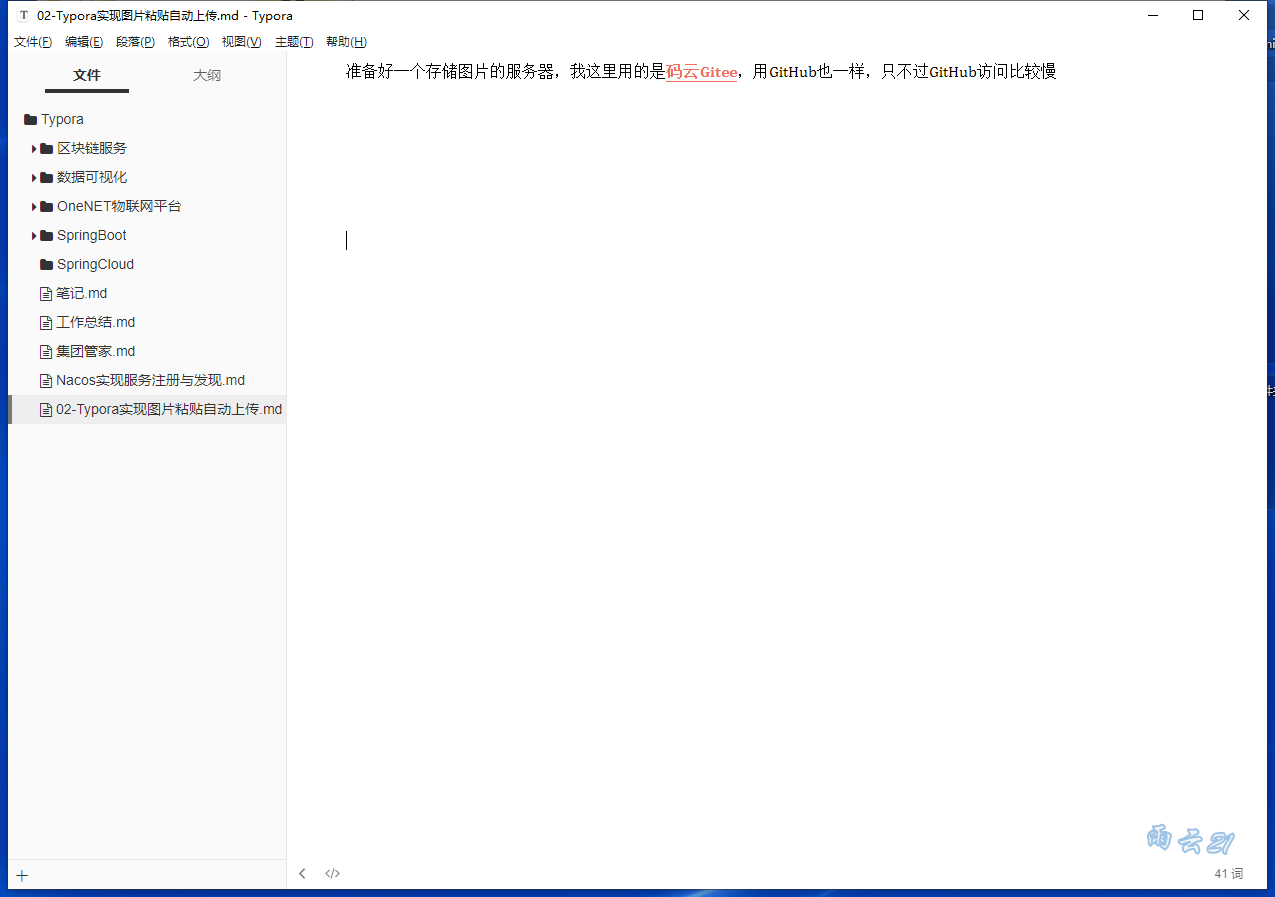 02-Typora实现图片粘贴自动上传.md - Typora
文件(F) 编辑(E) 段落(P) 格式(O) 视图(V) 主题(T) 帮助(H)
文件 大纲
准备好一个存储图片的服务器，我这里用的是码云Gitee，用GitHub也一样，只不过GitHub访问比较慢
Typora
区块链服务
数据可视化
OneNET物联网平台
SpringBoot
SpringCloud
笔记.md
工作总结.md
集团管家.md
Nacos实现服务注册与发现.md
02-Typora实现图片粘贴自动上传.md
雨云21
</> 41 词